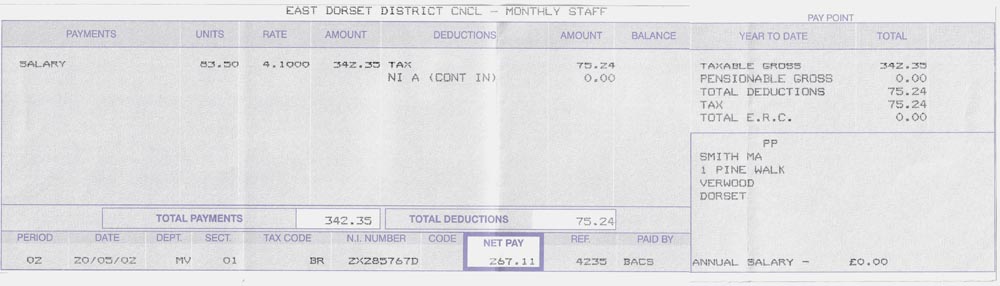 EAST DORSET DISTRICT CNCL - MONTHLY STAFF
PAY POINT
PAYMENTS UNITS RATE AMOUNT DEDUCTIONS AMOUNT BALANCE YEAR TO DATE TOTAL
SALARY 83.50 4.1000 342.35 TAX 75.24 TAXABLE GROSS 342.35
NI A (CONT IN) 0.00 PENSIONABLE GROSS 0.00
TOTAL DEDUCTIONS 75.24
TAX 75.24
TOTAL E.R.C. 0.00
PP
SMITH MA
1 PINE WALK
VERWOOD
DORSET
TOTAL PAYMENTS 342.35 TOTAL DEDUCTIONS 75.24
PERIOD DATE DEPT. SECT. TAX CODE N.I. NUMBER CODE NET PAY REF. PAID BY
02 20/05/02 MV 01 BR ZX285767D 267.11 4235 BACS ANNUAL SALARY - £0.00